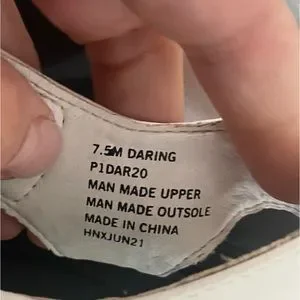 7.5M DARING
P1DAR20
MAN MADE UPPER
MAN MADE OUTSOLE
MADE IN CHINA
HNXJUN21